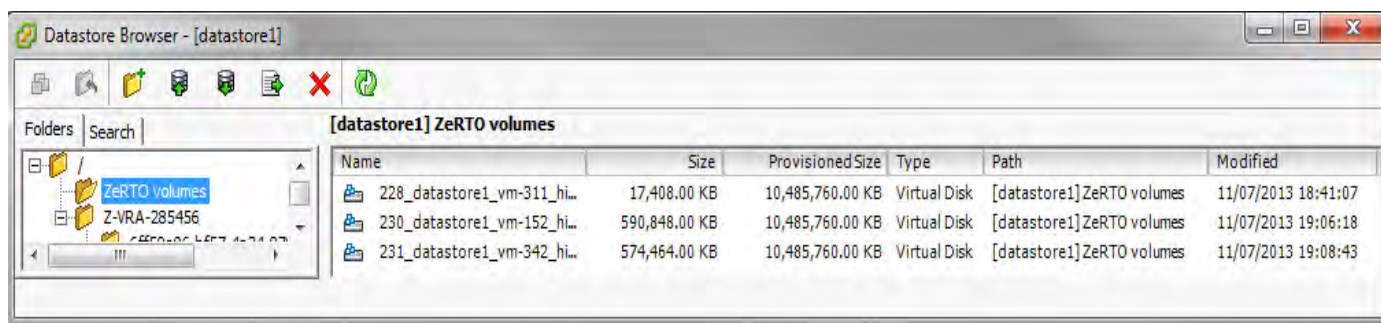 Datastore Browser - [datastore1]
Folders Search
[datastore1] ZeRTO volumes
/
ZeRTO volumes
Z-VRA-285456
Name Size Provisioned Size Type Path Modified
228_datastore1_vm-311_hi... 17,408.00 KB 10,485,760.00 KB Virtual Disk [datastore1] ZeRTO volumes 11/07/2013 18:41:07
230_datastore1_vm-152_hi... 590,848.00 KB 10,485,760.00 KB Virtual Disk [datastore1] ZeRTO volumes 11/07/2013 19:06:18
231_datastore1_vm-342_hi... 574,464.00 KB 10,485,760.00 KB Virtual Disk [datastore1] ZeRTO volumes 11/07/2013 19:08:43